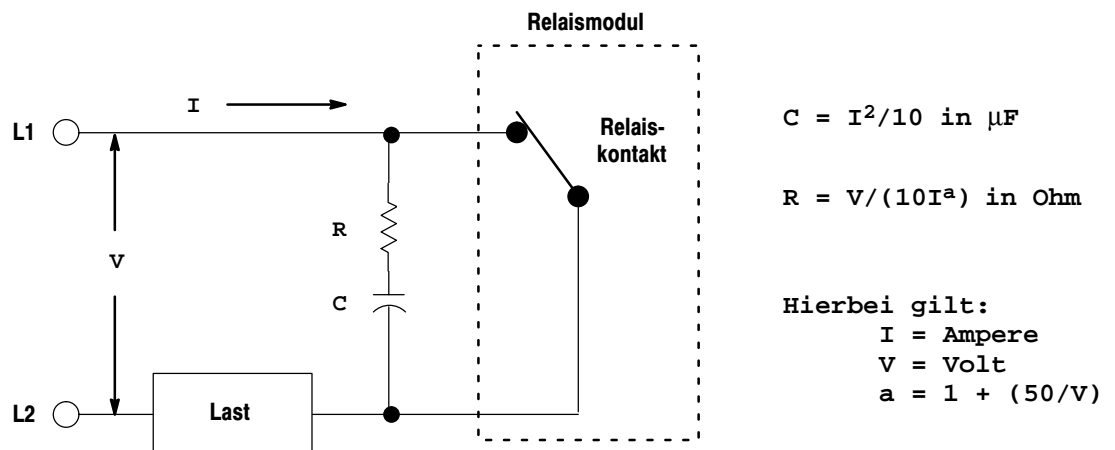 Relaismodul
I
L1
Relais-
kontakt
C = I²/10 in μF
R = V/(10Iᵃ) in Ohm
R
V
C
Hierbei gilt:
I = Ampere
V = Volt
a = 1 + (50/V)
L2
Last